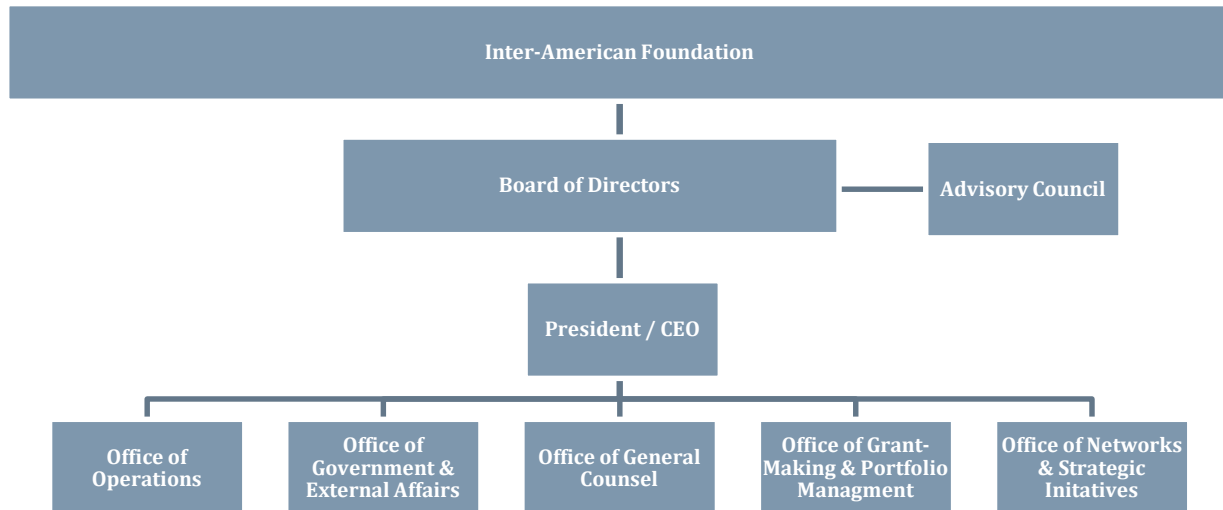 Inter-American Foundation
Board of Directors
Advisory Council
President / CEO
Office of
Operations
Office of
Government &
External Affairs
Office of General
Counsel
Office of Grant-
Making & Portfolio
Managment
Office of Networks
& Strategic
Initatives